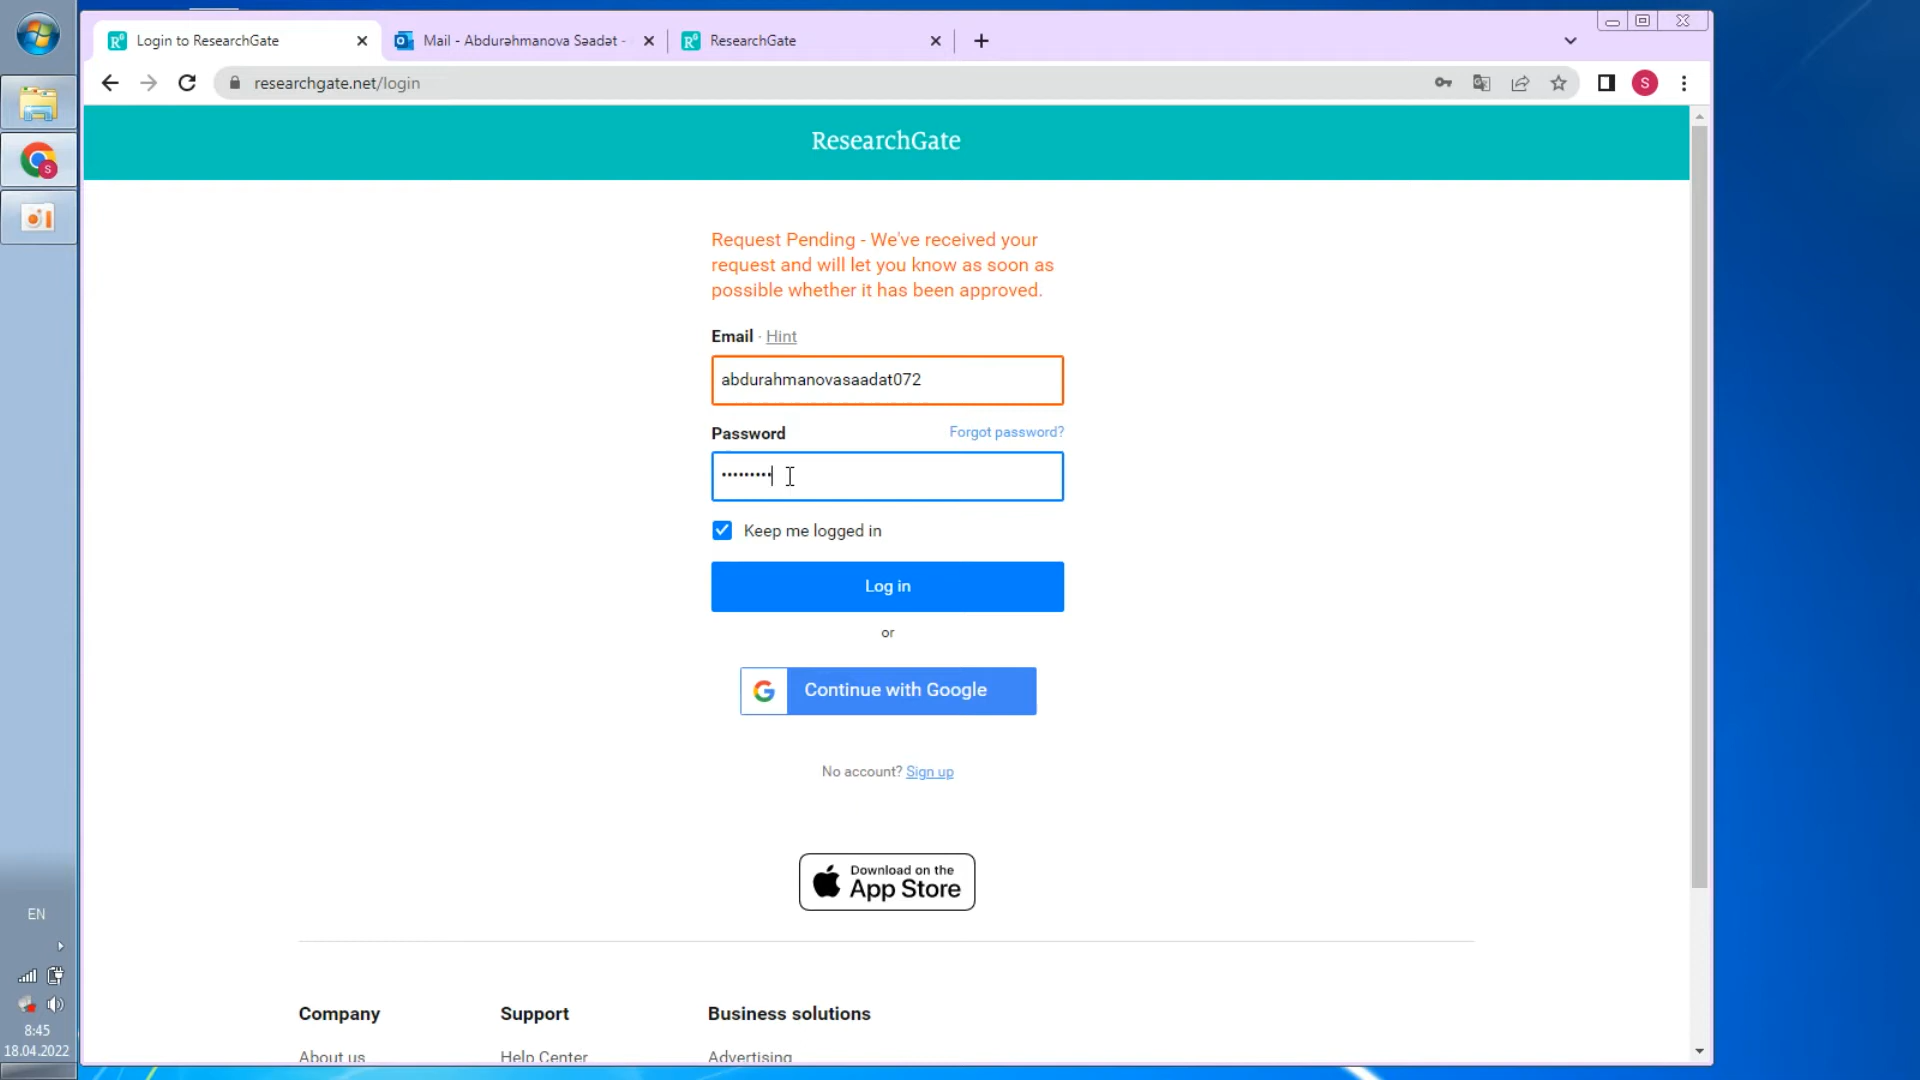 Login to ResearchGate
Mail - Abdurəhmanova Səadət -
ResearchGate
researchgate.net/login
S
S
ResearchGate
Request Pending - We've received your
request and will let you know as soon as
possible whether it has been approved.
Email · Hint
abdurahmanovasaadat072
Password
Forgot password?
Keep me logged in
Log in
or
Continue with Google
No account? Sign up
Download on the
App Store
Company
Support
Business solutions
About us
Help Center
Advertising
EN
8:45
18.04.2022